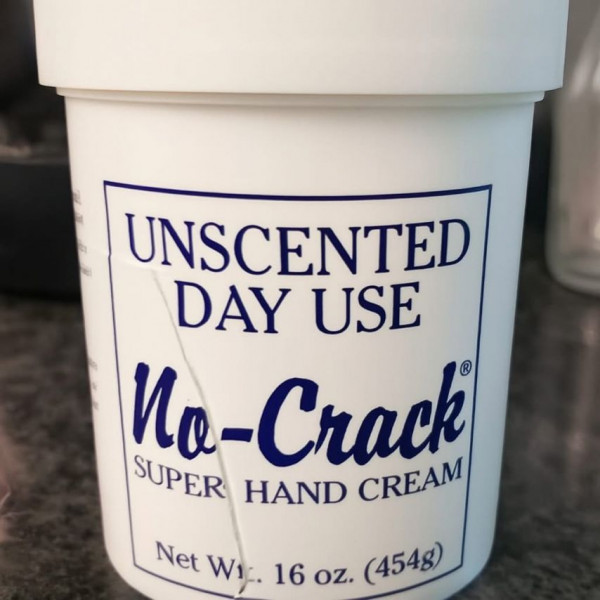 UNSCENTED
DAY USE
No-Crack®
SUPER HAND CREAM
Net Wt. 16 oz. (454g)